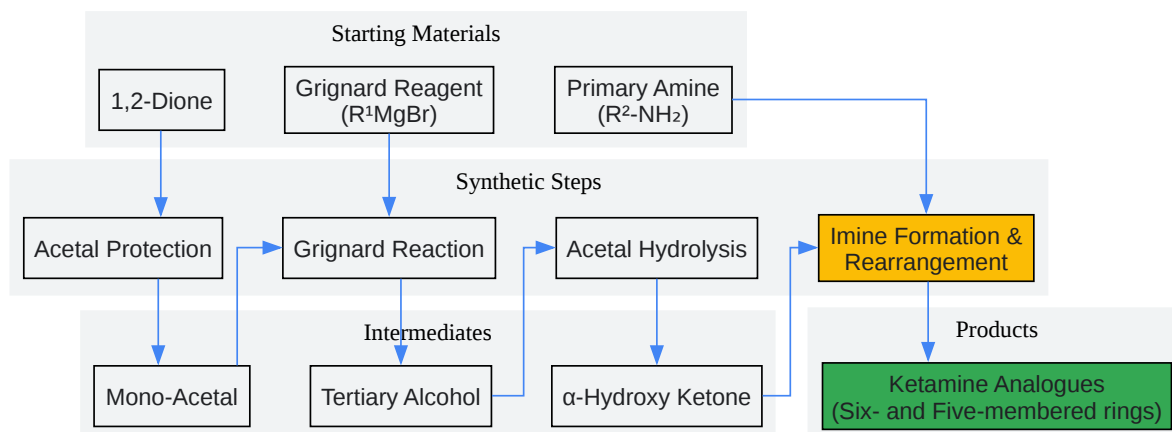 Starting Materials
1,2-Dione
Grignard Reagent
(R¹MgBr)
Primary Amine
(R²-NH₂)
Synthetic Steps
Acetal Protection
Grignard Reaction
Acetal Hydrolysis
Imine Formation &
Rearrangement
Intermediates
Products
Mono-Acetal
Tertiary Alcohol
α-Hydroxy Ketone
Ketamine Analogues
(Six- and Five-membered rings)